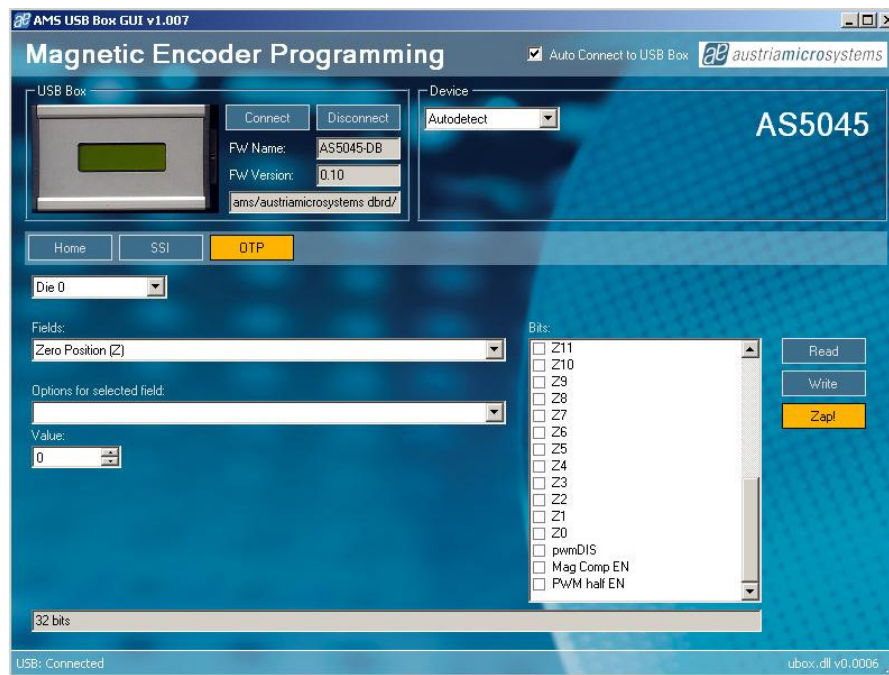 AMS USB Box GUI v1.007
Magnetic Encoder Programming
Auto Connect to USB Box
austriamicrosystems
USB Box
Connect
Disconnect
FW Name:
AS5045-DB
FW Version:
0.10
ams/austriamicrosystems dbrd/
Device
Autodetect
AS5045
Home
SSI
OTP
Die 0
Fields:
Zero Position (Z)
Options for selected field:
Value:
0
Bits:
Z11
Z10
Z9
Z8
Z7
Z6
Z5
Z4
Z3
Z2
Z1
Z0
pwmDIS
Mag Comp EN
PWM half EN
Read
Write
Zap!
32 bits
USB: Connected
ubox.dll v0.0006